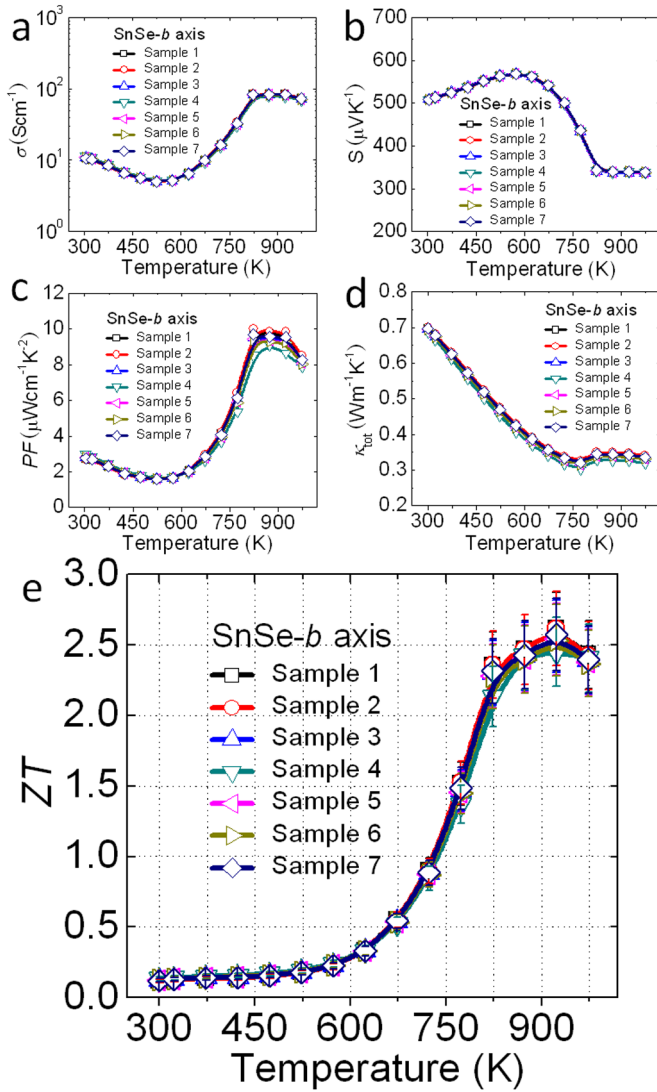 a
SnSe-b axis
Sample 1
Sample 2
Sample 3
Sample 4
Sample 5
Sample 6
Sample 7
σ (Scm⁻¹)
10³
10²
10¹
10⁰
300 450 600 750 900
Temperature (K)
b
SnSe-b axis
Sample 1
Sample 2
Sample 3
Sample 4
Sample 5
Sample 6
Sample 7
S (μVK⁻¹)
700
600
500
400
300
200
300 450 600 750 900
Temperature (K)
c
SnSe-b axis
Sample 1
Sample 2
Sample 3
Sample 4
Sample 5
Sample 6
Sample 7
PF (μWcm⁻¹K⁻²)
12
10
8
6
4
2
0
300 450 600 750 900
Temperature (K)
d
SnSe-b axis
Sample 1
Sample 2
Sample 3
Sample 4
Sample 5
Sample 6
Sample 7
κtot (Wm⁻¹K⁻¹)
0.8
0.7
0.6
0.5
0.4
0.3
0.2
300 450 600 750 900
Temperature (K)
e
SnSe-b axis
Sample 1
Sample 2
Sample 3
Sample 4
Sample 5
Sample 6
Sample 7
ZT
3.0
2.5
2.0
1.5
1.0
0.5
0.0
300 450 600 750 900
Temperature (K)